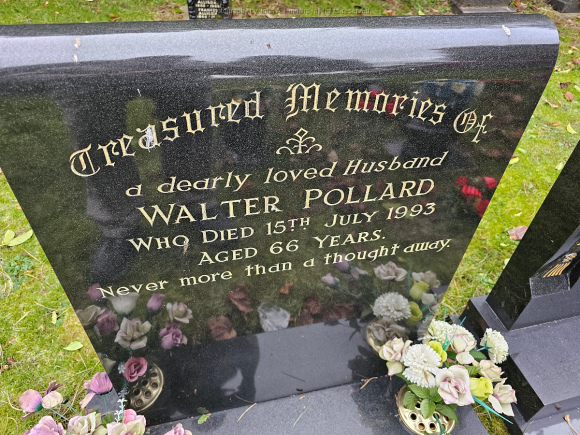 Treasured Memories Of
a dearly loved Husband
WALTER POLLARD
WHO DIED 15TH JULY 1993
AGED 66 YEARS.
Never more than a thought away.